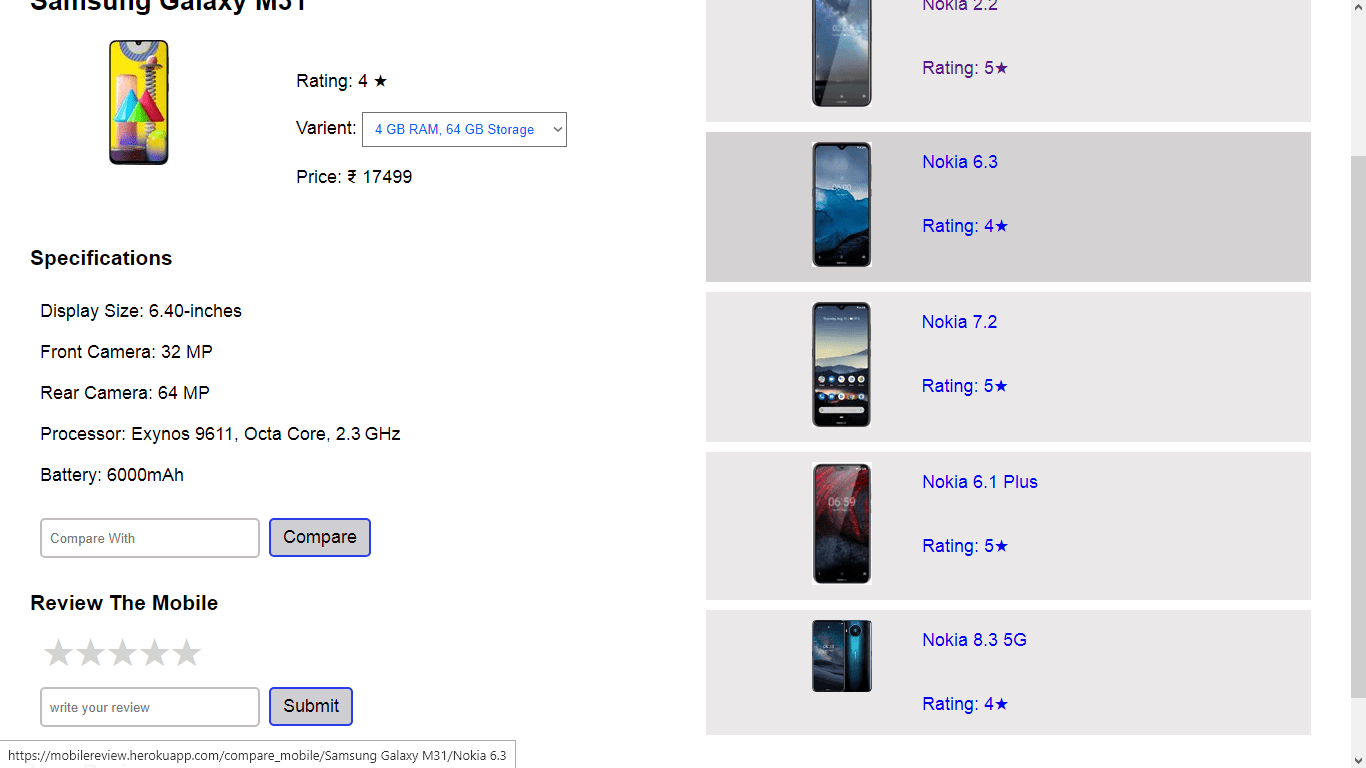 Samsung Galaxy M31
Rating: 4 ★
Varient: 4 GB RAM, 64 GB Storage
Price: ₹ 17499
Specifications
Display Size: 6.40-inches
Front Camera: 32 MP
Rear Camera: 64 MP
Processor: Exynos 9611, Octa Core, 2.3 GHz
Battery: 6000mAh
Compare With
Compare
Review The Mobile
★★★★★
write your review
Submit
Nokia 2.2
Rating: 5★
Nokia 6.3
Rating: 4★
Nokia 7.2
Rating: 5★
06:59
Nokia 6.1 Plus
Rating: 5★
Nokia 8.3 5G
Rating: 4★
https://mobilereview.herokuapp.com/compare_mobile/Samsung Galaxy M31/Nokia 6.3